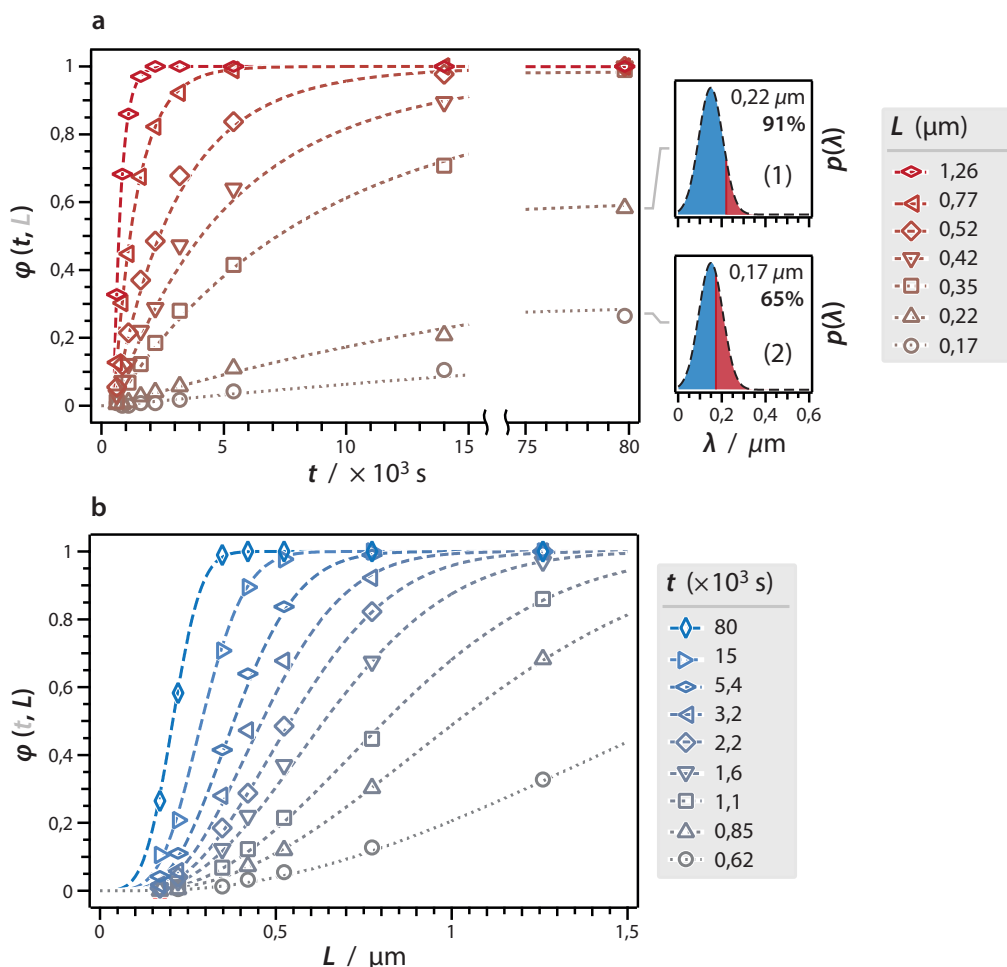 a
φ (t, L)
1
0,8
0,6
0,4
0,2
0
0 5 10 15 75 80
t / × 10³ s
0,22 µm
91%
(1)
p(λ)
0,17 µm
65%
(2)
p(λ)
0 0,2 0,4 0,6
λ / µm
L (µm)
1,26
0,77
0,52
0,42
0,35
0,22
0,17
b
φ (t, L)
1
0,8
0,6
0,4
0,2
0
0 0,5 1 1,5
L / µm
t (×10³ s)
80
15
5,4
3,2
2,2
1,6
1,1
0,85
0,62